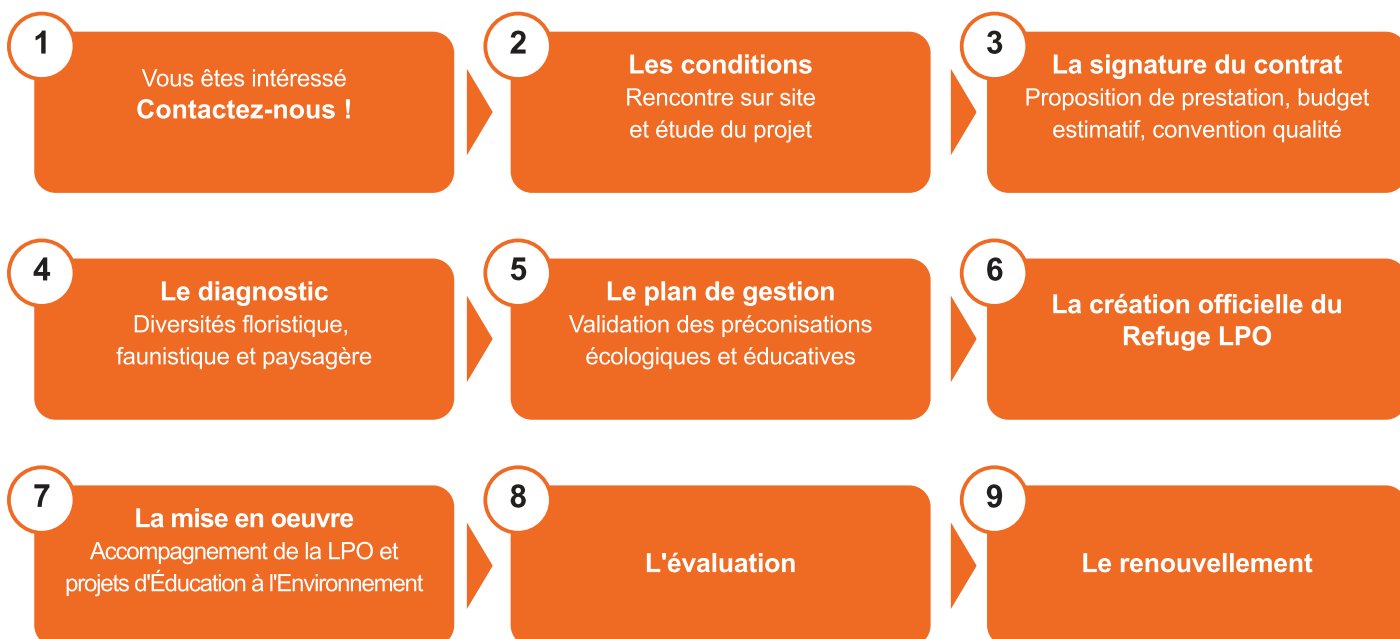 1
Vous êtes intéressé
Contactez-nous !
2
Les conditions
Rencontre sur site
et étude du projet
3
La signature du contrat
Proposition de prestation, budget
estimatif, convention qualité
4
Le diagnostic
Diversités floristique,
faunistique et paysagère
5
Le plan de gestion
Validation des préconisations
écologiques et éducatives
6
La création officielle du
Refuge LPO
7
La mise en oeuvre
Accompagnement de la LPO et
projets d'Éducation à l'Environnement
8
L'évaluation
9
Le renouvellement